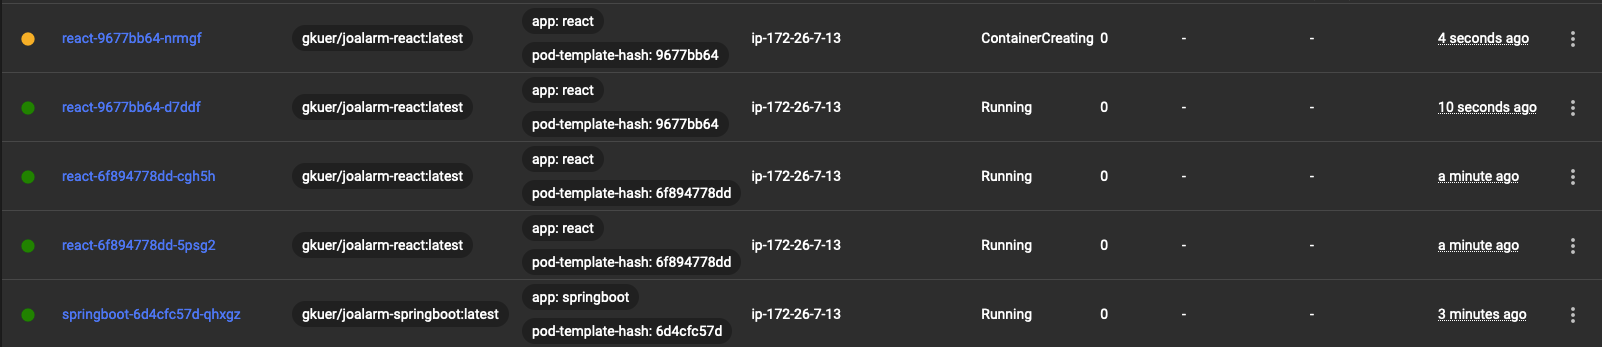 app: react
react-9677bb64-nrmgf gkuer/joalarm-react:latest ip-172-26-7-13 ContainerCreating 0 - - 4 seconds ago
pod-template-hash: 9677bb64
app: react
react-9677bb64-d7ddf gkuer/joalarm-react:latest ip-172-26-7-13 Running 0 - - 10 seconds ago
pod-template-hash: 9677bb64
app: react
react-6f894778dd-cgh5h gkuer/joalarm-react:latest ip-172-26-7-13 Running 0 - - a minute ago
pod-template-hash: 6f894778dd
app: react
react-6f894778dd-5psg2 gkuer/joalarm-react:latest ip-172-26-7-13 Running 0 - - a minute ago
pod-template-hash: 6f894778dd
app: springboot
springboot-6d4cfc57d-qhxgz gkuer/joalarm-springboot:latest ip-172-26-7-13 Running 0 - - 3 minutes ago
pod-template-hash: 6d4cfc57d